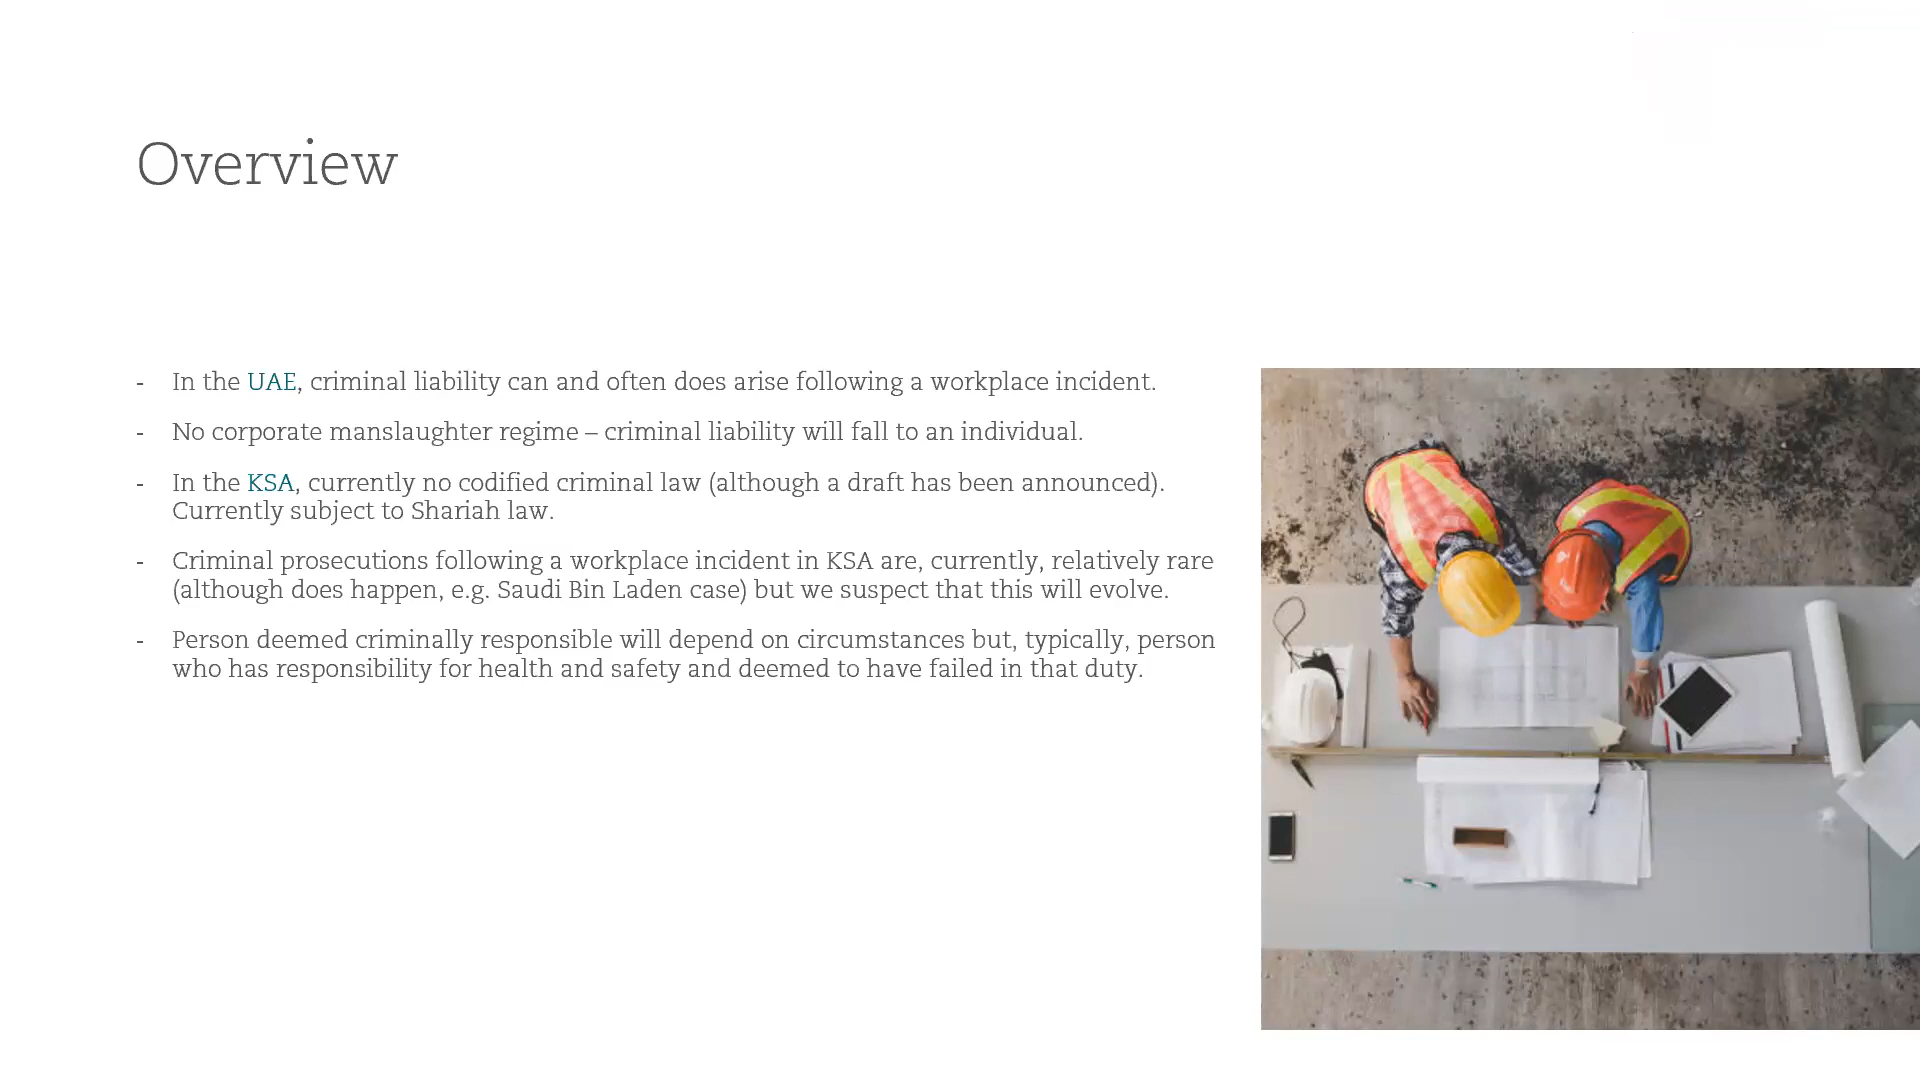 Overview
- In the UAE, criminal liability can and often does arise following a workplace incident.
- No corporate manslaughter regime – criminal liability will fall to an individual.
- In the KSA, currently no codified criminal law (although a draft has been announced).
Currently subject to Shariah law.
- Criminal prosecutions following a workplace incident in KSA are, currently, relatively rare
(although does happen, e.g. Saudi Bin Laden case) but we suspect that this will evolve.
- Person deemed criminally responsible will depend on circumstances but, typically, person
who has responsibility for health and safety and deemed to have failed in that duty.